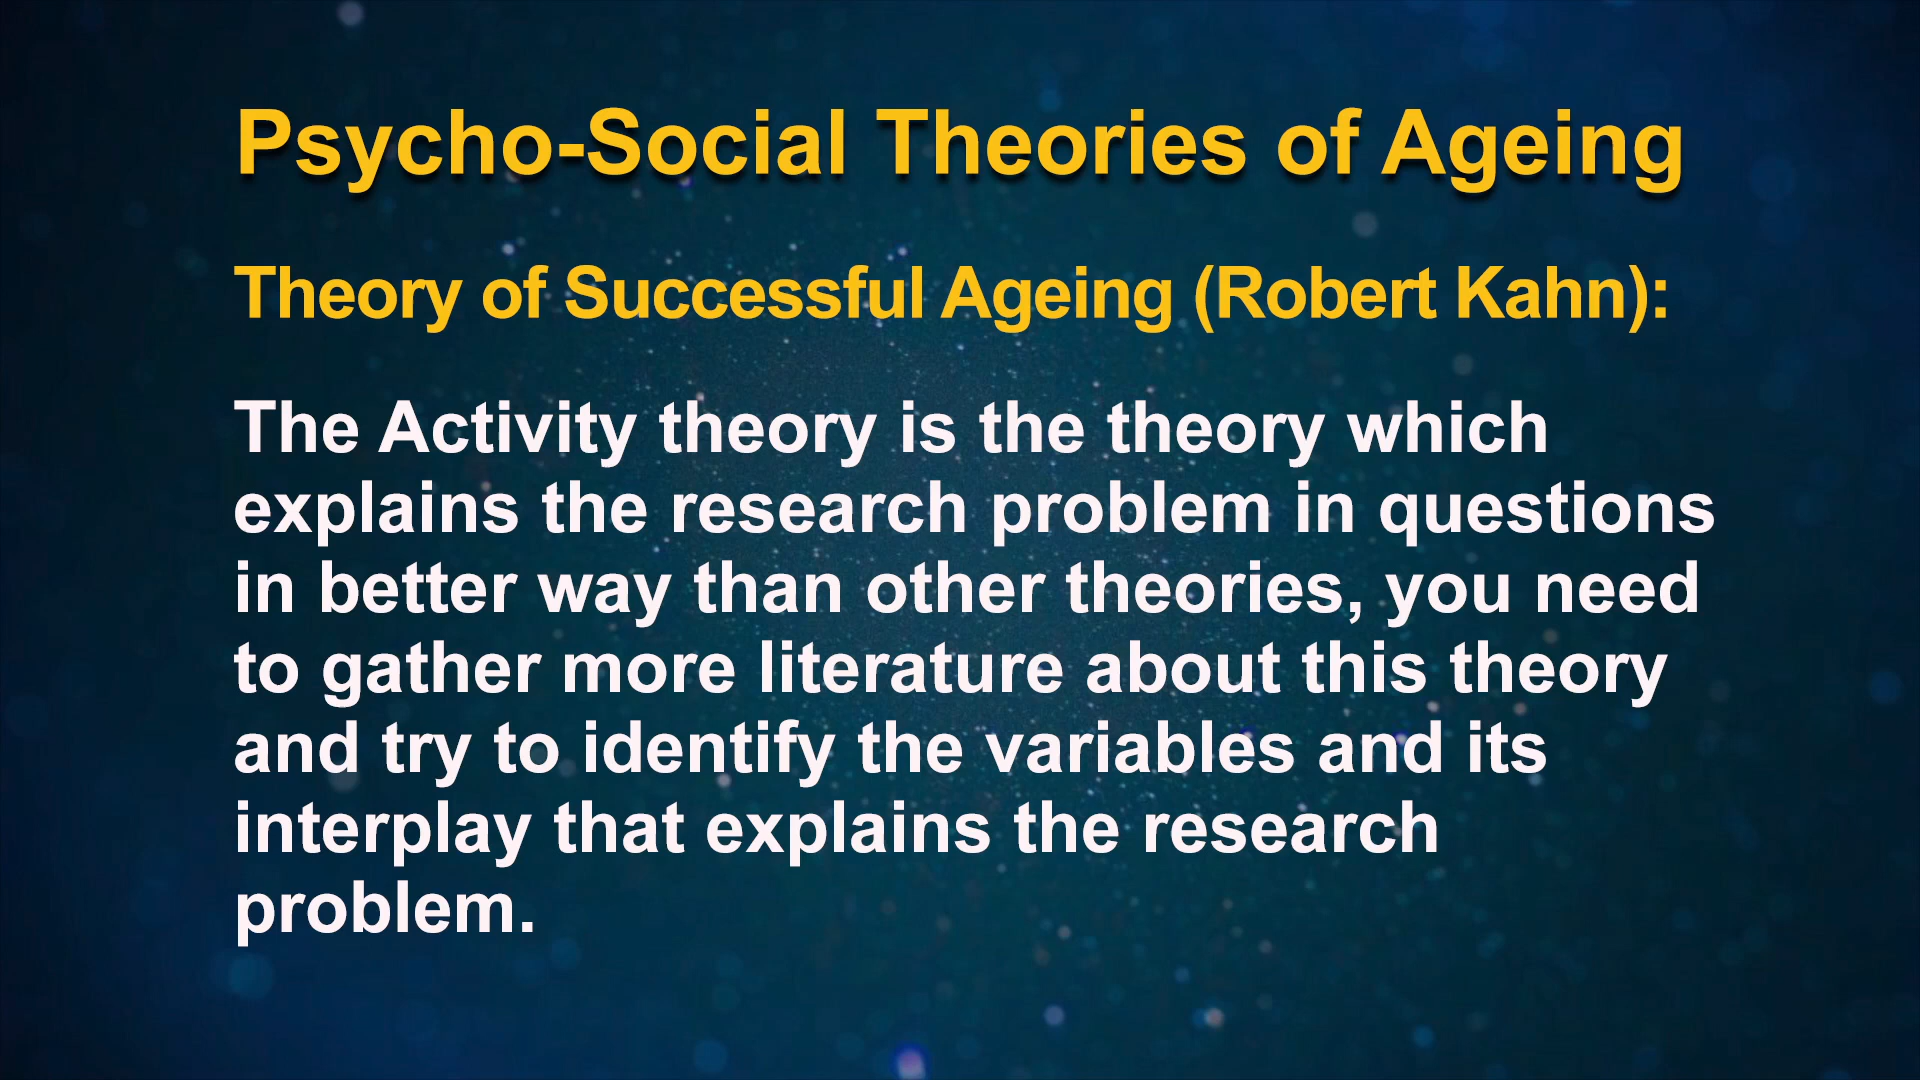 Psycho-Social Theories of Ageing
Theory of Successful Ageing (Robert Kahn):
The Activity theory is the theory which
explains the research problem in questions
in better way than other theories, you need
to gather more literature about this theory
and try to identify the variables and its
interplay that explains the research
problem.